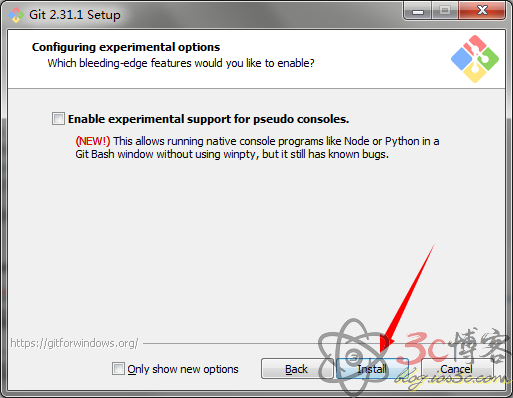 Git 2.31.1 Setup
Configuring experimental options
Which bleeding-edge features would you like to enable?
Enable experimental support for pseudo consoles.
(NEW!) This allows running native console programs like Node or Python in a
Git Bash window without using winpty, but it still has known bugs.
https://gitforwindows.org/
Only show new options
Back
Install
Cancel
3c博客
blog.ios3c.com